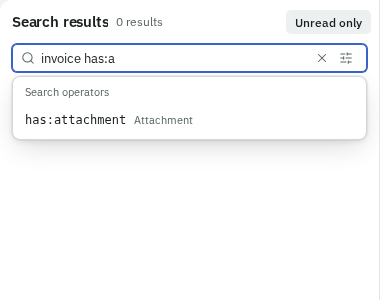 Search results 0 results Unread only
invoice has:a
Search operators
has:attachment Attachment